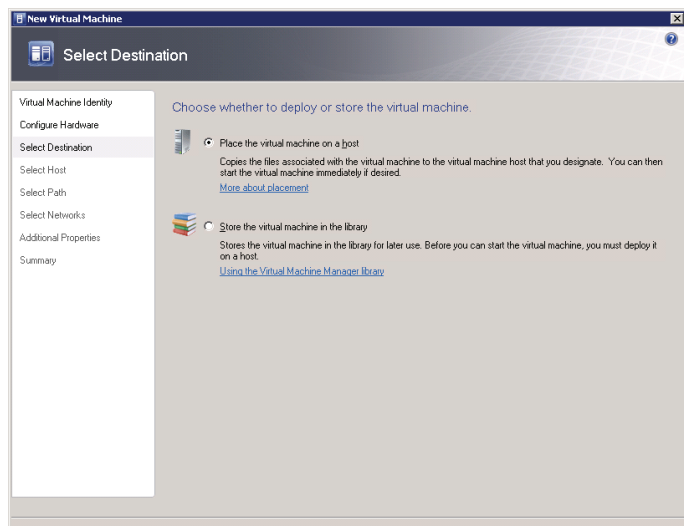 New Virtual Machine
Select Destination
Virtual Machine Identity
Configure Hardware
Select Destination
Select Host
Select Path
Select Networks
Additional Properties
Summary
Choose whether to deploy or store the virtual machine.
Place the virtual machine on a host
Copies the files associated with the virtual machine to the virtual machine host that you designate. You can then
start the virtual machine immediately if desired.
More about placement
Store the virtual machine in the library
Stores the virtual machine in the library for later use. Before you can start the virtual machine, you must deploy it
on a host.
Using the Virtual Machine Manager library